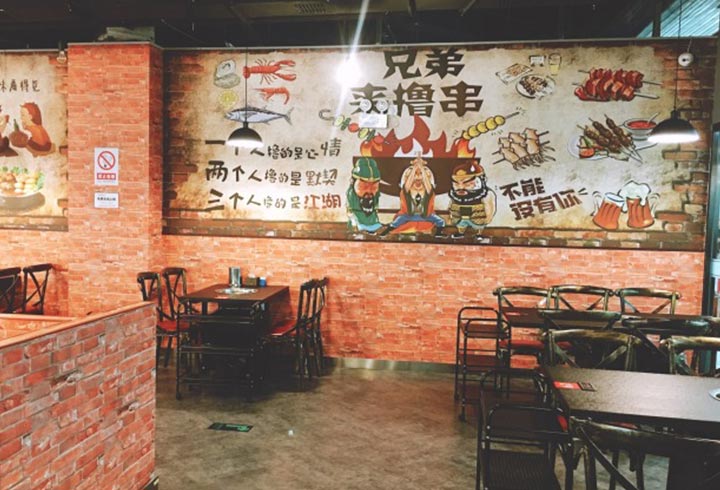 兄弟
来撸串
一个人撸的是心情
两个人撸的是默契
三个人撸的是江湖
不能
没有你